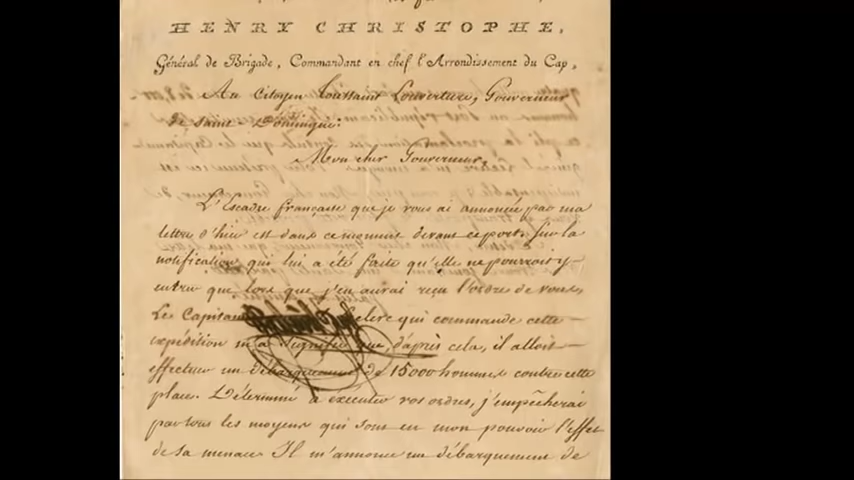 HENRY CHRISTOPHE,
Général de Brigade, Commandant en chef l'Arrondissement du Cap,
Au Citoyen Toussaint Louverture, Gouverneur
de Saint-Domingue:
Mon cher Gouverneur,
L'Escadre française que je vous ai annoncée par ma
lettre d'hier est dans ce moment devant ce port. Sur la
notification qui lui a été faite qu'elle ne pourroit y
entrer que lors que j'en aurai reçu l'ordre de vous,
Le Capitaine qui commande cette
expédition m'a signifié que, d'après cela, il alloit
effectuer un débarquement de 15000 hommes contre cette
place. Déterminé à exécuter vos ordres, j'empêcherai
par tous les moyens qui sont en mon pouvoir l'effet
de sa menace. Il m'annonce un débarquement de